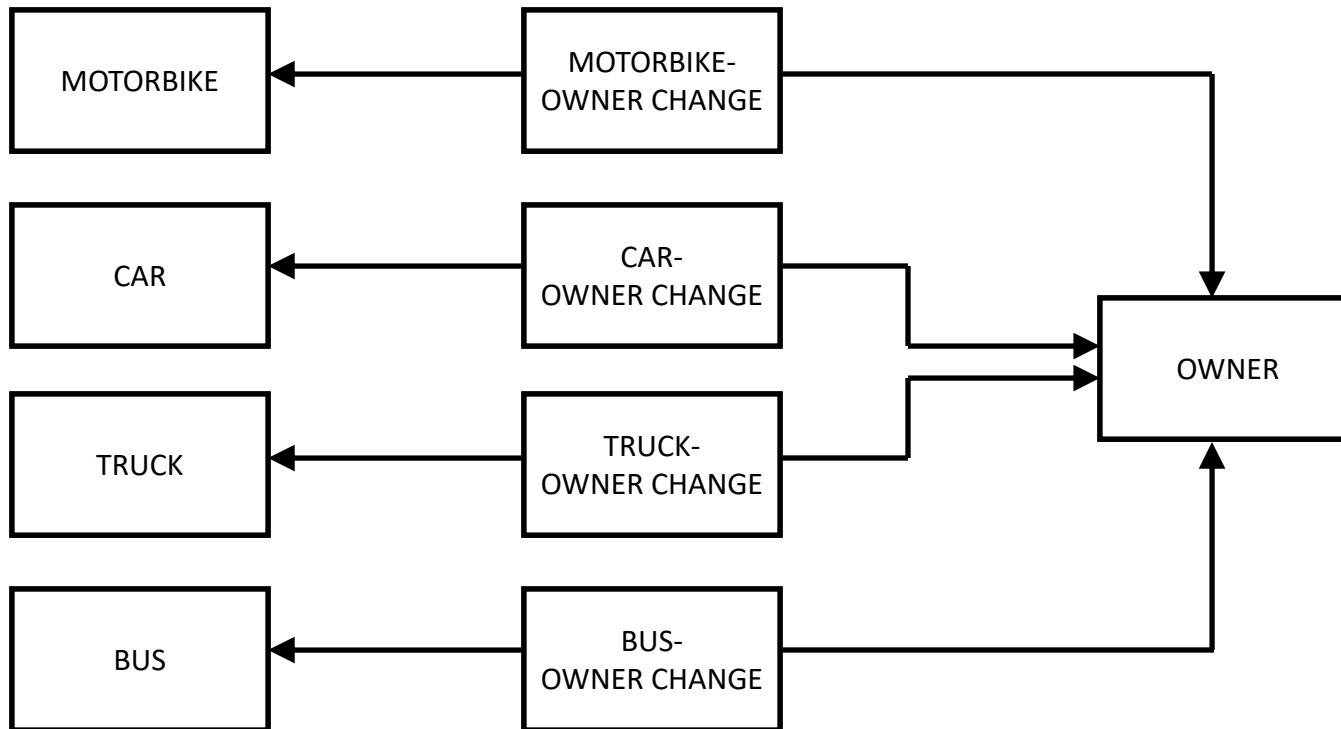 MOTORBIKE
MOTORBIKE-
OWNER CHANGE
CAR
CAR-
OWNER CHANGE
OWNER
TRUCK
TRUCK-
OWNER CHANGE
BUS
BUS-
OWNER CHANGE